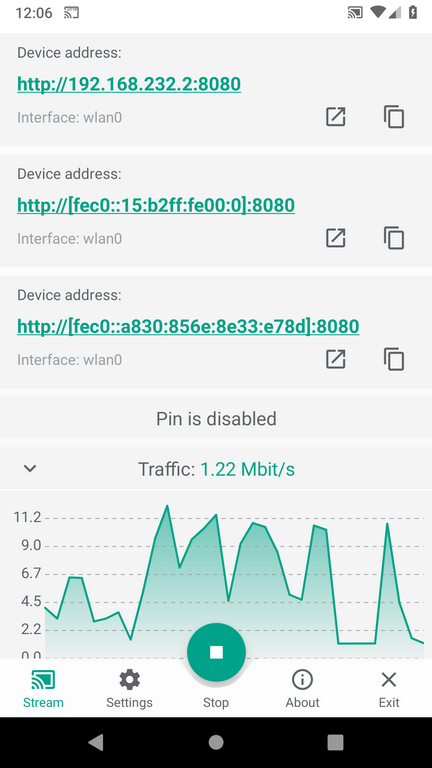 12:06
Device address:
http://192.168.232.2:8080
Interface: wlan0
Device address:
http://[fec0::15:b2ff:fe00:0]:8080
Interface: wlan0
Device address:
http://[fec0::a830:856e:8e33:e78d]:8080
Interface: wlan0
Pin is disabled
Traffic: 1.22 Mbit/s
11.2
9.0
6.7
4.5
2.2
0.0
Stream
Settings
Stop
About
Exit